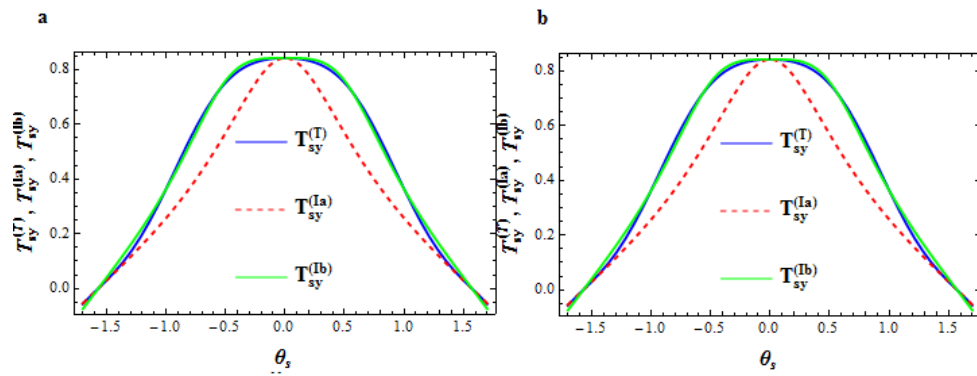 a
b
T_sy^(T) , T_sy^(Ia) , T_sy^(Ib)
0.8
0.6
0.4
0.2
0.0
T_sy^(T)
T_sy^(Ia)
T_sy^(Ib)
−1.5 −1.0 −0.5 0.0 0.5 1.0 1.5
θ_s
T_sy^(T) , T_sy^(Ia) , T_sy^(Ib)
0.8
0.6
0.4
0.2
0.0
T_sy^(T)
T_sy^(Ia)
T_sy^(Ib)
−1.5 −1.0 −0.5 0.0 0.5 1.0 1.5
θ_s